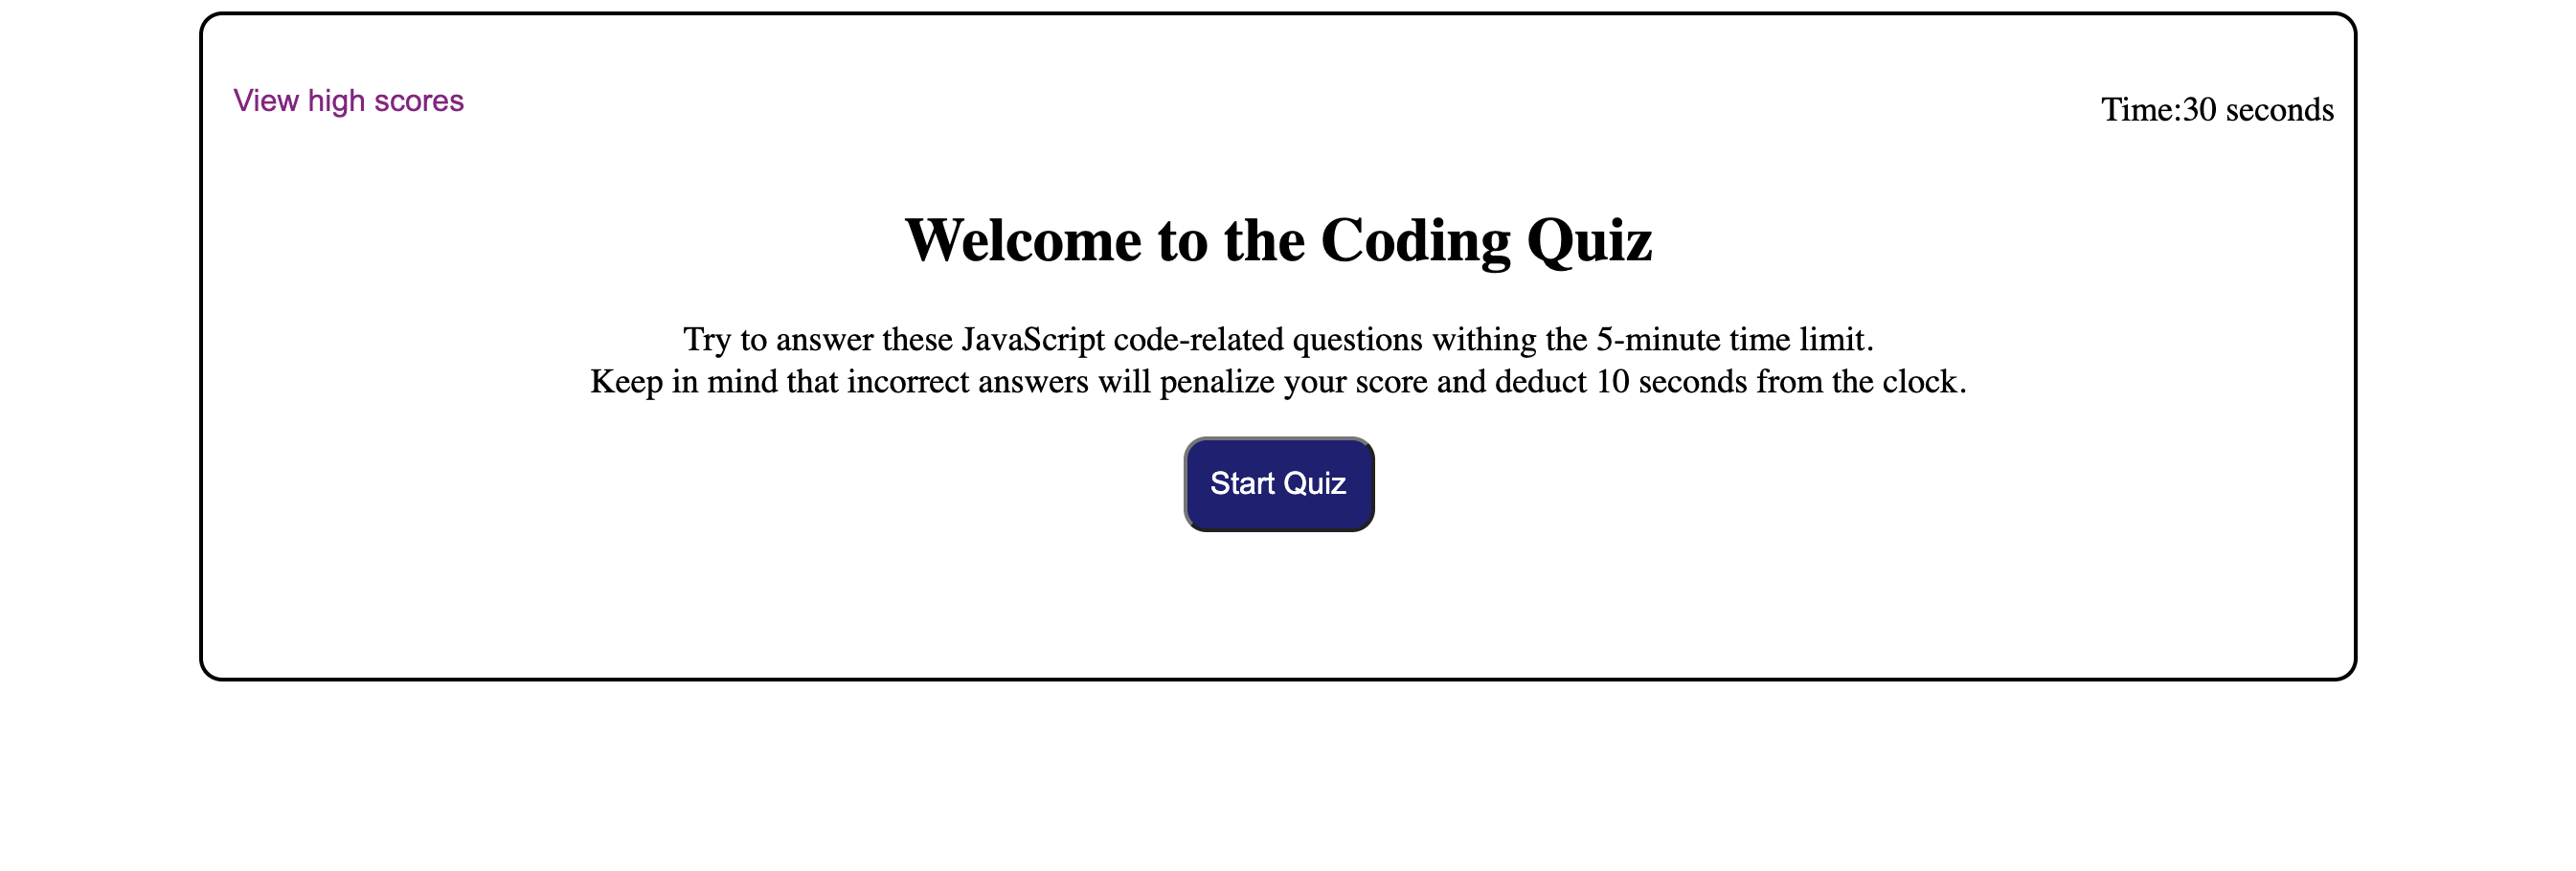 View high scores
Time:30 seconds
Welcome to the Coding Quiz
Try to answer these JavaScript code-related questions withing the 5-minute time limit.
Keep in mind that incorrect answers will penalize your score and deduct 10 seconds from the clock.
Start Quiz